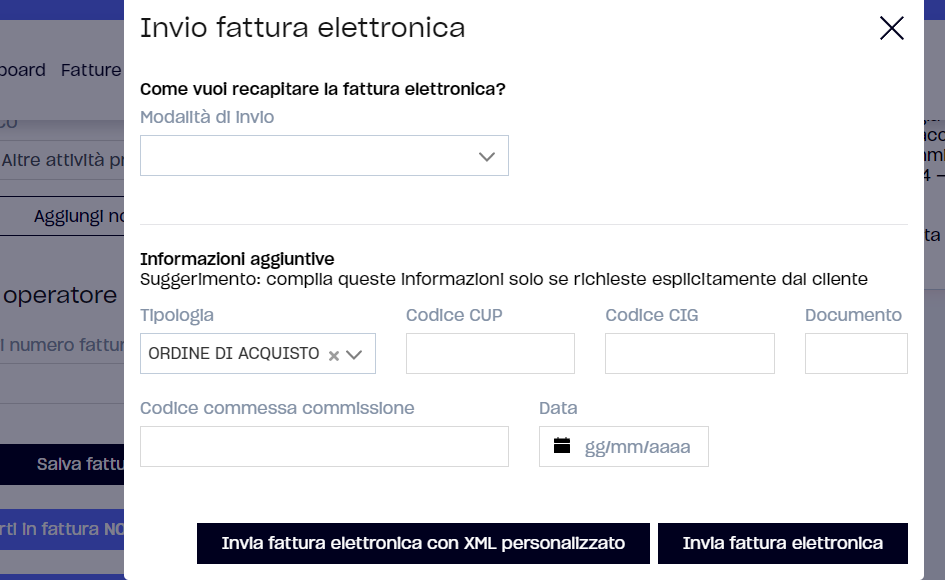 Invio fattura elettronica
board Fatture
Come vuoi recapitare la fattura elettronica?
Modalità di invio
Altre attività
Aggiungi
Informazioni aggiuntive
Suggerimento: compila queste informazioni solo se richieste esplicitamente dal cliente
operatore
Tipologia Codice CUP Codice CIG Documento
numero fattur
ORDINE DI ACQUISTO
Codice commessa commissione Data
gg/mm/aaaa
Salva fattu
rti in fattura NO
Invia fattura elettronica con XML personalizzato Invia fattura elettronica